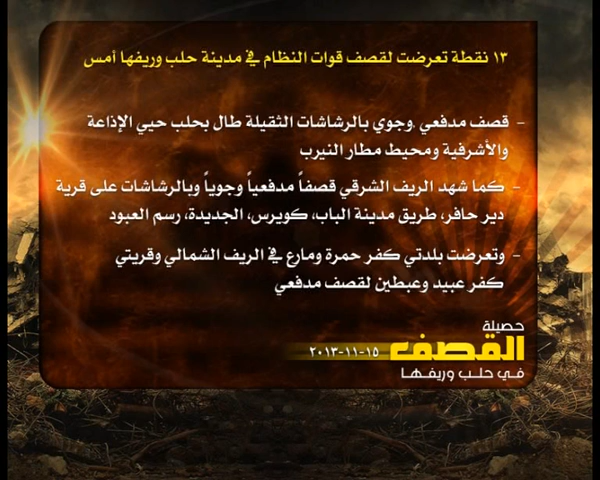 ١٣ نقطة تعرضت لقصف قوات النظام في مدينة حلب وريفها أمس
- قصف مدفعي .وجوي بالرشاشات الثقيلة طال بحلب حيي الإذاعة
والأشرفية ومحيط مطار النيرب
- كما شهد الريف الشرقي قصفاً مدفعياً وجوياً وبالرشاشات على قرية
دير حافر، طريق مدينة الباب، كويرس، الجديدة، رسم العبود
- وتعرضت بلدتي كفر حمرة ومارع في الريف الشمالي وقريتي
كفر عبيد وعبطين لقصف مدفعي
حصيلة
القصف
٢٠١٣-١١-١٥
في حلب وريفها